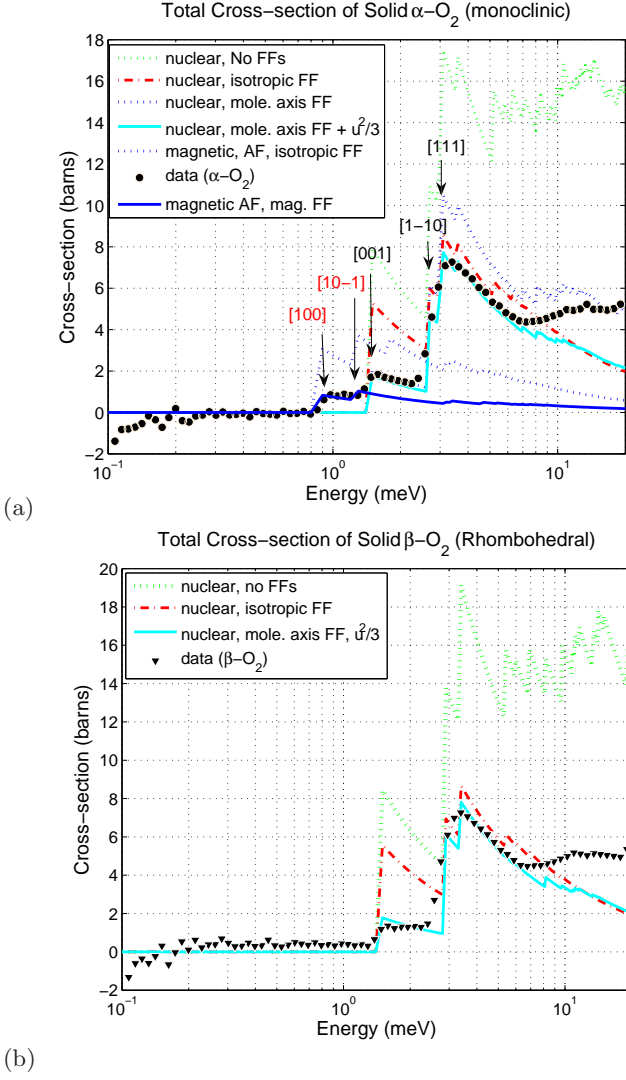 Total Cross−section of Solid α−O2 (monoclinic)
18
16
14
12
10
8
6
4
2
0
−2
Cross−section (barns)
nuclear, No FFs
nuclear, isotropic FF
nuclear, mole. axis FF
nuclear, mole. axis FF + u²/3
magnetic, AF, isotropic FF
data (α−O2)
magnetic AF, mag. FF
[111]
[1−10]
[001]
[10−1]
[100]
10⁻¹ 10⁰ 10¹
Energy (meV)
(a)
Total Cross−section of Solid β−O2 (Rhombohedral)
20
18
16
14
12
10
8
6
4
2
0
−2
Cross−section (barns)
nuclear, no FFs
nuclear, isotropic FF
nuclear, mole. axis FF, u²/3
data (β−O2)
10⁻¹ 10⁰ 10¹
Energy (meV)
(b)